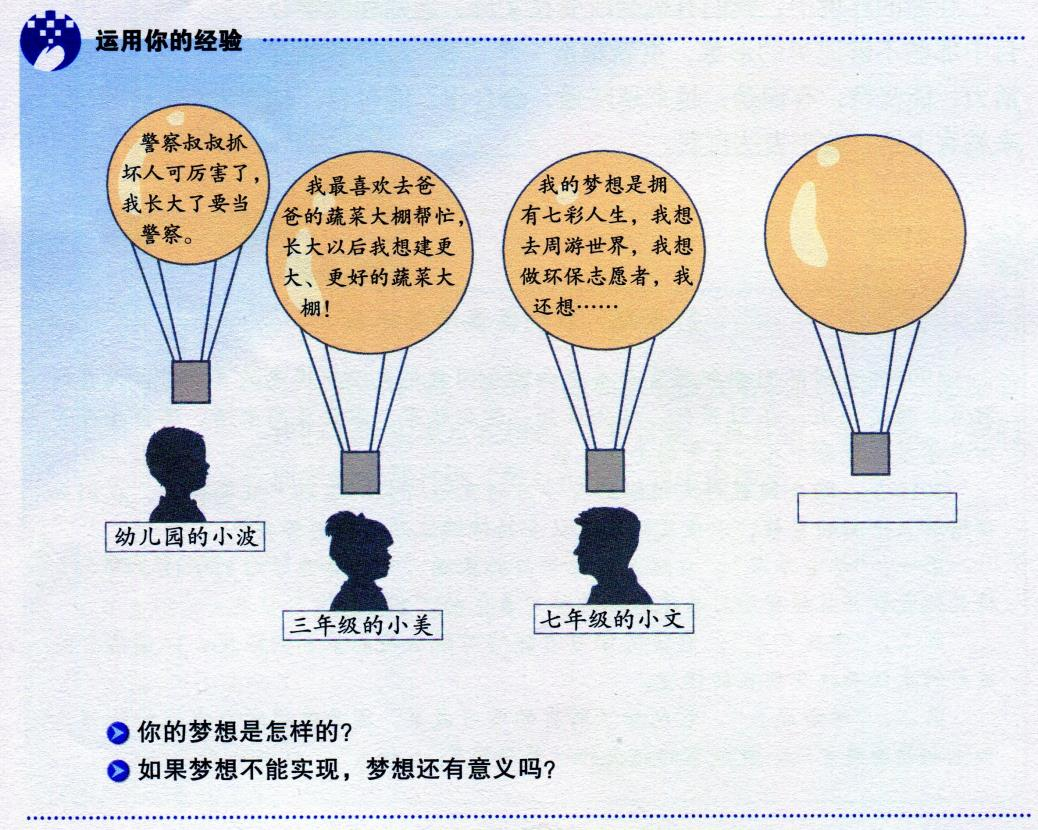 运用你的经验
警察叔叔抓
坏人可厉害了，
我长大了要当
警察。
幼儿园的小波
我最喜欢去爸
爸的蔬菜大棚帮忙，
长大以后我想建更
大、更好的蔬菜大
棚！
三年级的小美
我的梦想是拥
有七彩人生，我想
去周游世界，我想
做环保志愿者，我
还想……
七年级的小文
你的梦想是怎样的？
如果梦想不能实现，梦想还有意义吗？